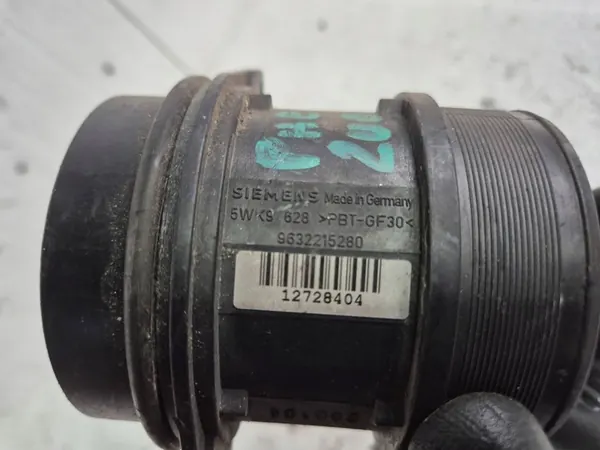 SIEMENS Made in Germany
5WK9 628 >PBT-GF30<
9632215280
12728404